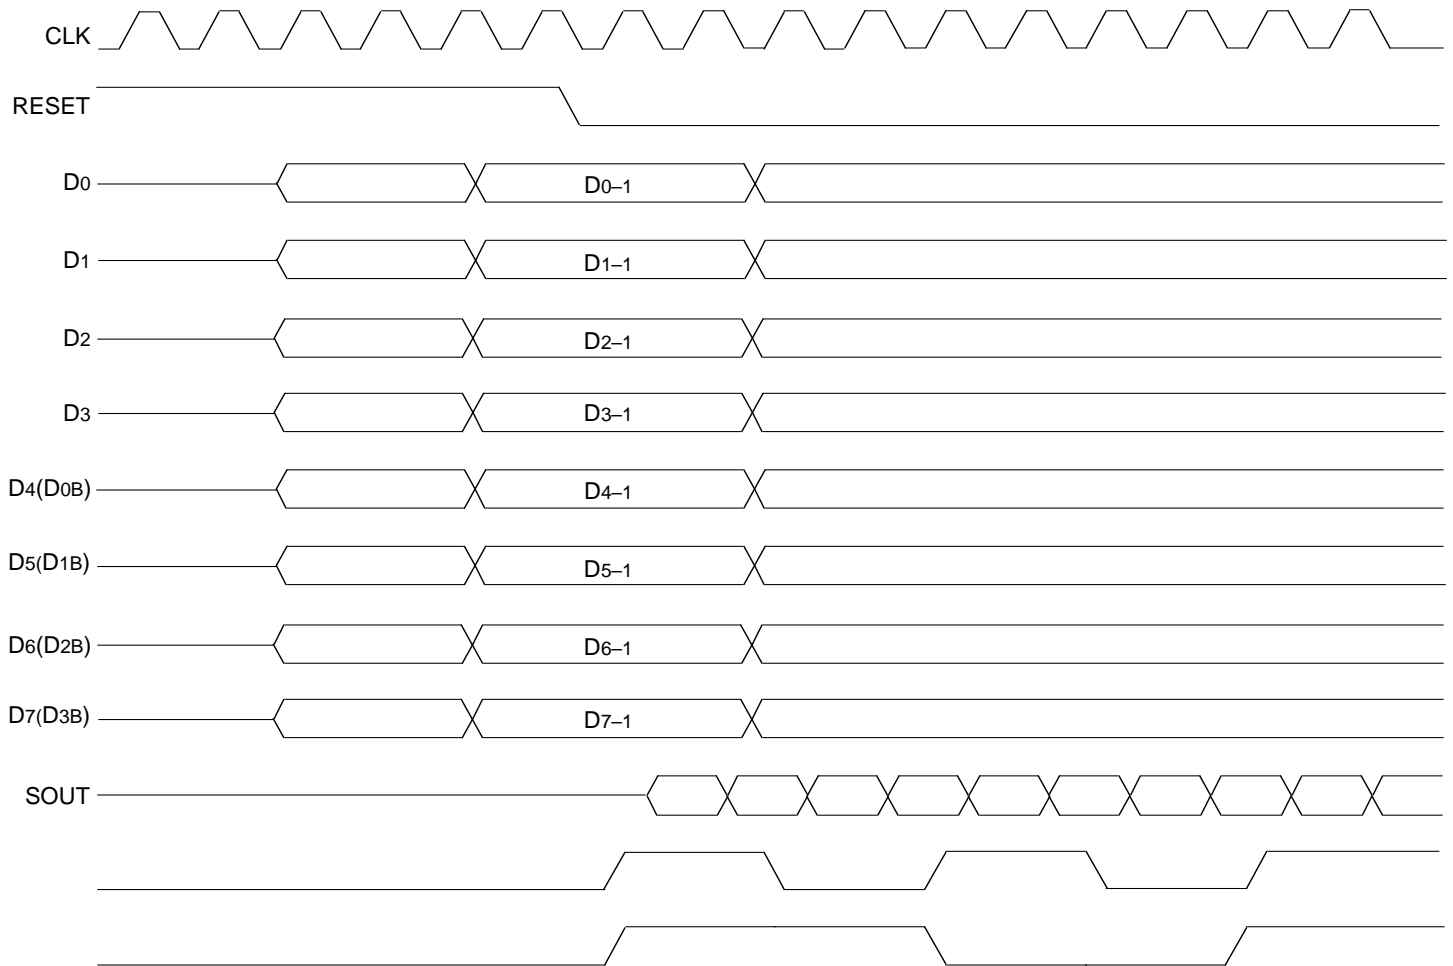 CLK
RESET
D0 D0–1
D1 D1–1
D2 D2–1
D3 D3–1
D4(D0B) D4–1
D5(D1B) D5–1
D6(D2B) D6–1
D7(D3B) D7–1
SOUT